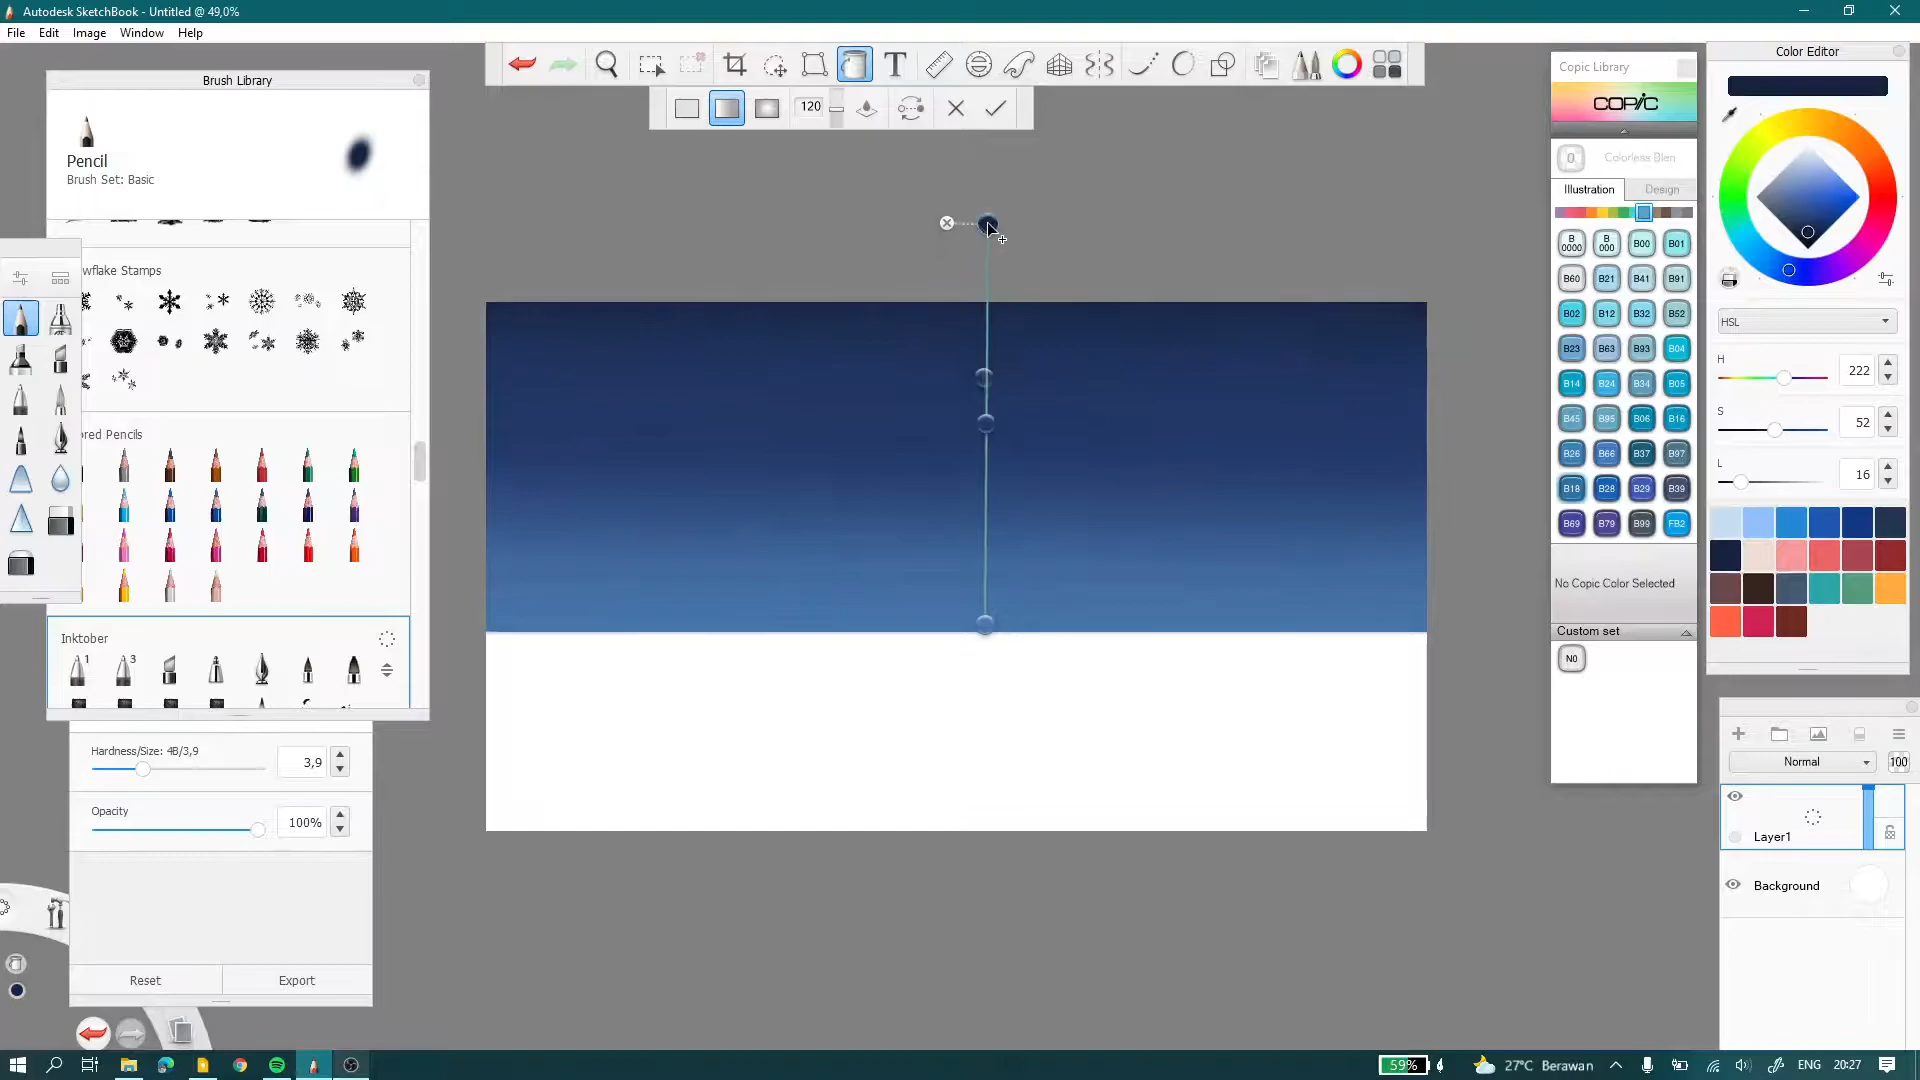 Autodesk SketchBook - Untitled @ 49,0%
File Edit Image Window Help
Brush Library
Pencil
Brush Set: Basic
wflake Stamps
ored Pencils
Inktober
1 3
Hardness/Size: 4B/3,9
3,9
Opacity
100%
Reset Export
T
120
Copic Library
COPIC
0 Colorless Blen
Illustration Design
B0000 B000 B00 B01
B60 B21 B41 B91
B02 B12 B32 B52
B23 B63 B93 B04
B14 B24 B34 B05
B45 B95 B06 B16
B26 B66 B37 B97
B18 B28 B29 B39
B69 B79 B99 FB2
No Copic Color Selected
Custom set
N0
Color Editor
HSL
H
222
S
52
L
16
Normal 100
Layer1
Background
59% 27°C Berawan ENG 20:27